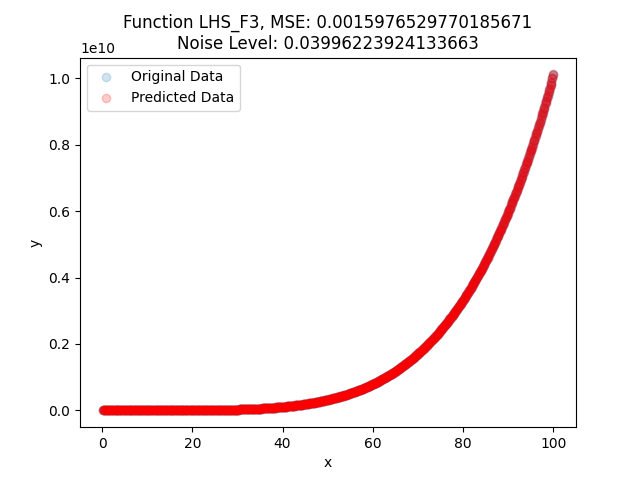 Function LHS_F3, MSE: 0.0015976529770185671
Noise Level: 0.03996223924133663
1e10
Original Data
Predicted Data
1.0
0.8
0.6
0.4
0.2
0.0
y
0 20 40 60 80 100
x